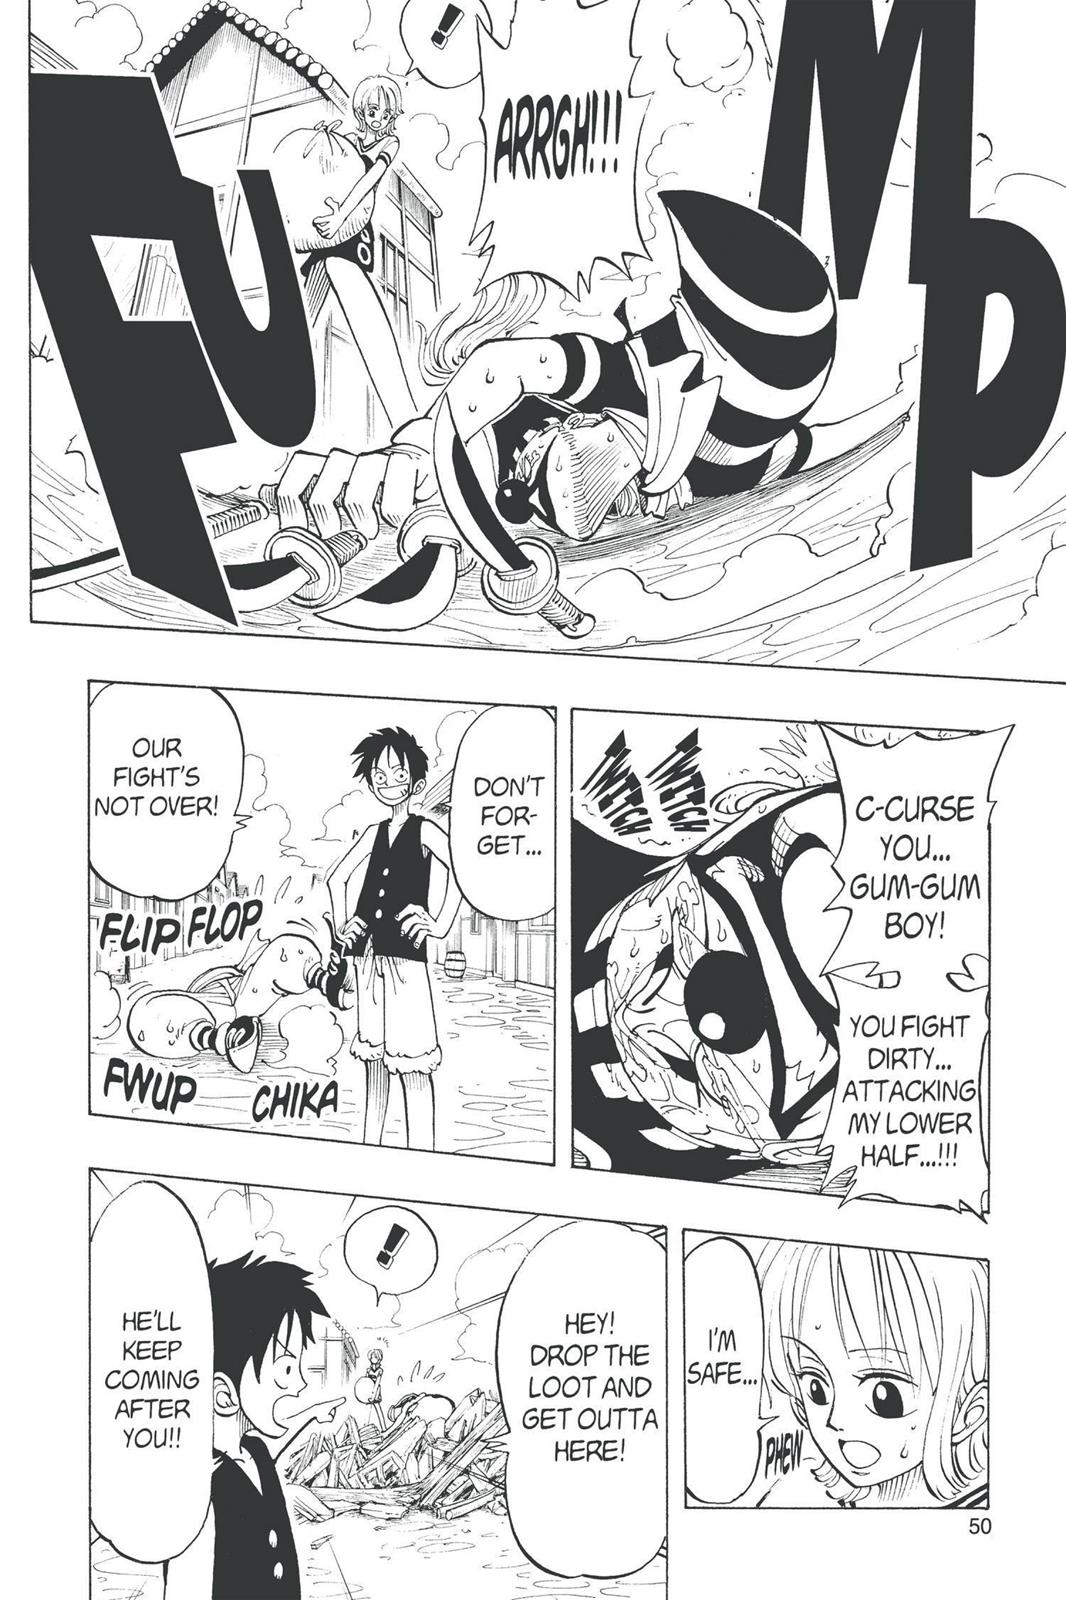 !
ARRGH!!!
FUMP
C-CURSE
YOU...
GUM-GUM
BOY!
YOU FIGHT
DIRTY...
ATTACKING
MY LOWER
HALF...!!!
TWITCH
TWITCH
DON'T
FOR-
GET...
OUR
FIGHT'S
NOT OVER!
FLIP FLOP
FWUP
CHIKA
I'M
SAFE...
PHEW
!
HEY!
DROP THE
LOOT AND
GET OUTTA
HERE!
HE'LL
KEEP
COMING
AFTER
YOU!!
50